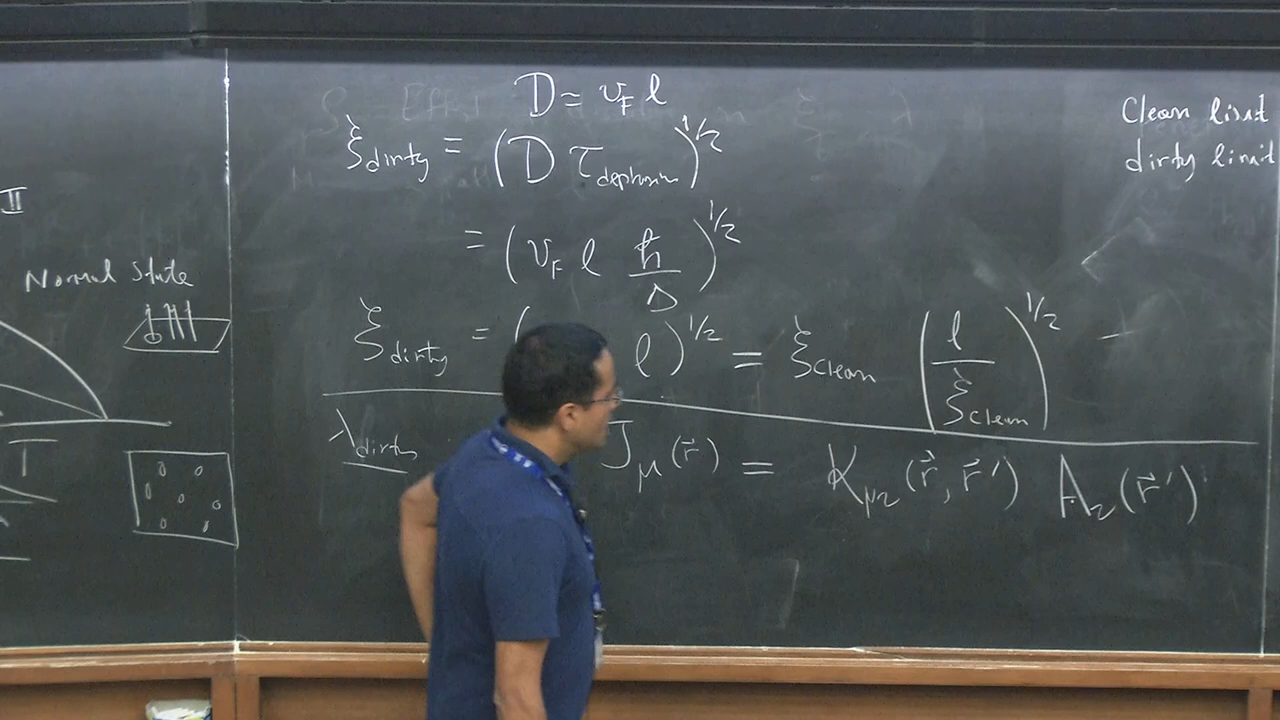 II
Normal State
T
D = v_F l
ξ_dirty = (D τ_dephasing)^1/2
= (v_F l ħ/Δ)^1/2
ξ_dirty = ( l)^1/2 = ξ_clean (l/ξ_clean)^1/2
λ_dirty
J_μ(r⃗) = K_μν(r⃗, r⃗') A_ν(r⃗')
Clean limit
dirty limit